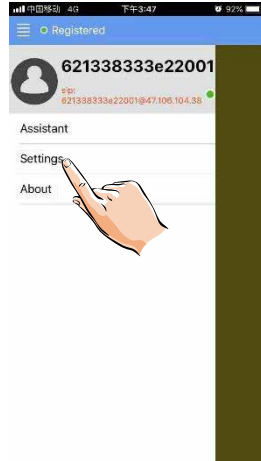 中国移动 4G 下午3:47 92%
Registered
621338333e22001
sip:
621338333e22001@47.106.104.38
Assistant
Settings
About